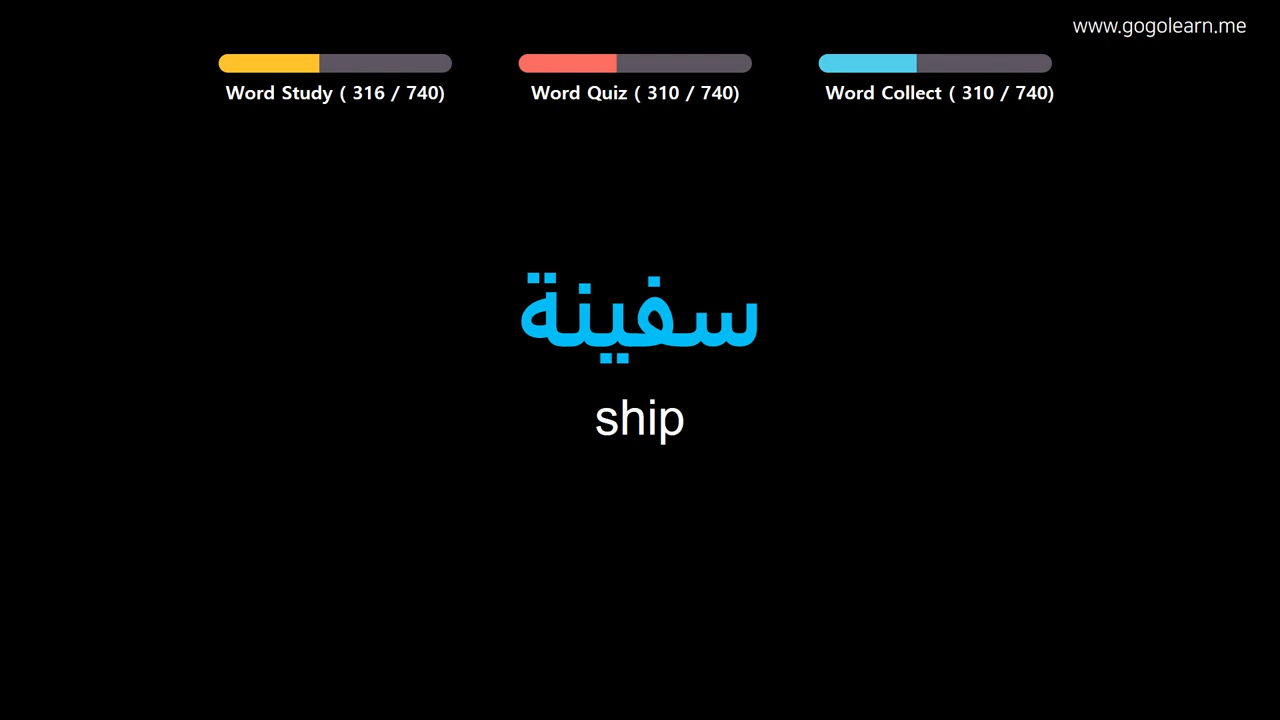 www.gogolearn.me
Word Study ( 316 / 740)
Word Quiz ( 310 / 740)
Word Collect ( 310 / 740)
سفينة
ship